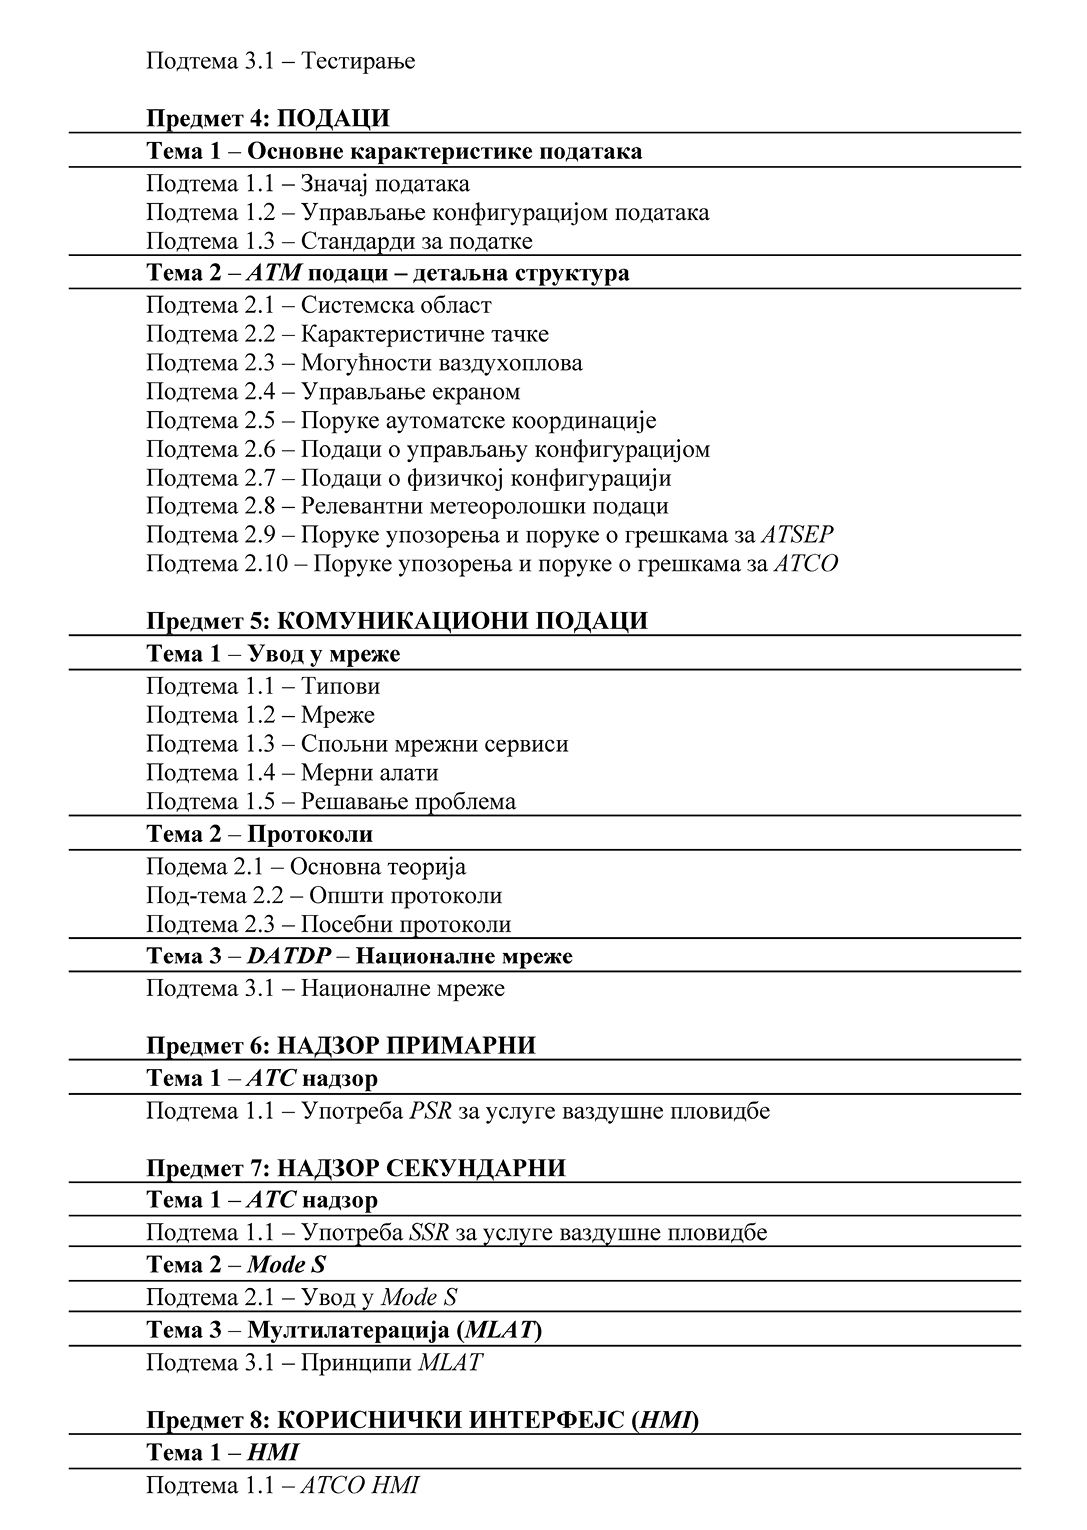 Подтема 3.1 – Тестирање
Предмет 4: ПОДАЦИ
Тема 1 – Основне карактеристике података
Подтема 1.1 – Значај података
Подтема 1.2 – Управљање конфигурацијом података
Подтема 1.3 – Стандарди за податке
Тема 2 – ATM подаци – детаљна структура
Подтема 2.1 – Системска област
Подтема 2.2 – Карактеристичне тачке
Подтема 2.3 – Могућности ваздухоплова
Подтема 2.4 – Управљање екраном
Подтема 2.5 – Поруке аутоматске координације
Подтема 2.6 – Подаци о управљању конфигурацијом
Подтема 2.7 – Подаци о физичкој конфигурацији
Подтема 2.8 – Релевантни метеоролошки подаци
Подтема 2.9 – Поруке упозорења и поруке о грешкама за ATSEP
Подтема 2.10 – Поруке упозорења и поруке о грешкама за ATCO
Предмет 5: КОМУНИКАЦИОНИ ПОДАЦИ
Тема 1 – Увод у мреже
Подтема 1.1 – Типови
Подтема 1.2 – Мреже
Подтема 1.3 – Спољни мрежни сервиси
Подтема 1.4 – Мерни алати
Подтема 1.5 – Решавање проблема
Тема 2 – Протоколи
Подема 2.1 – Основна теорија
Под-тема 2.2 – Општи протоколи
Подтема 2.3 – Посебни протоколи
Тема 3 – DATDP – Националне мреже
Подтема 3.1 – Националне мреже
Предмет 6: НАДЗОР ПРИМАРНИ
Тема 1 – ATC надзор
Подтема 1.1 – Употреба PSR за услуге ваздушне пловидбе
Предмет 7: НАДЗОР СЕКУНДАРНИ
Тема 1 – ATC надзор
Подтема 1.1 – Употреба SSR за услуге ваздушне пловидбе
Тема 2 – Mode S
Подтема 2.1 – Увод у Mode S
Тема 3 – Мултилатерација (MLAT)
Подтема 3.1 – Принципи MLAT
Предмет 8: КОРИСНИЧКИ ИНТЕРФЕЈС (HMI)
Тема 1 – HMI
Подтема 1.1 – ATCO HMI